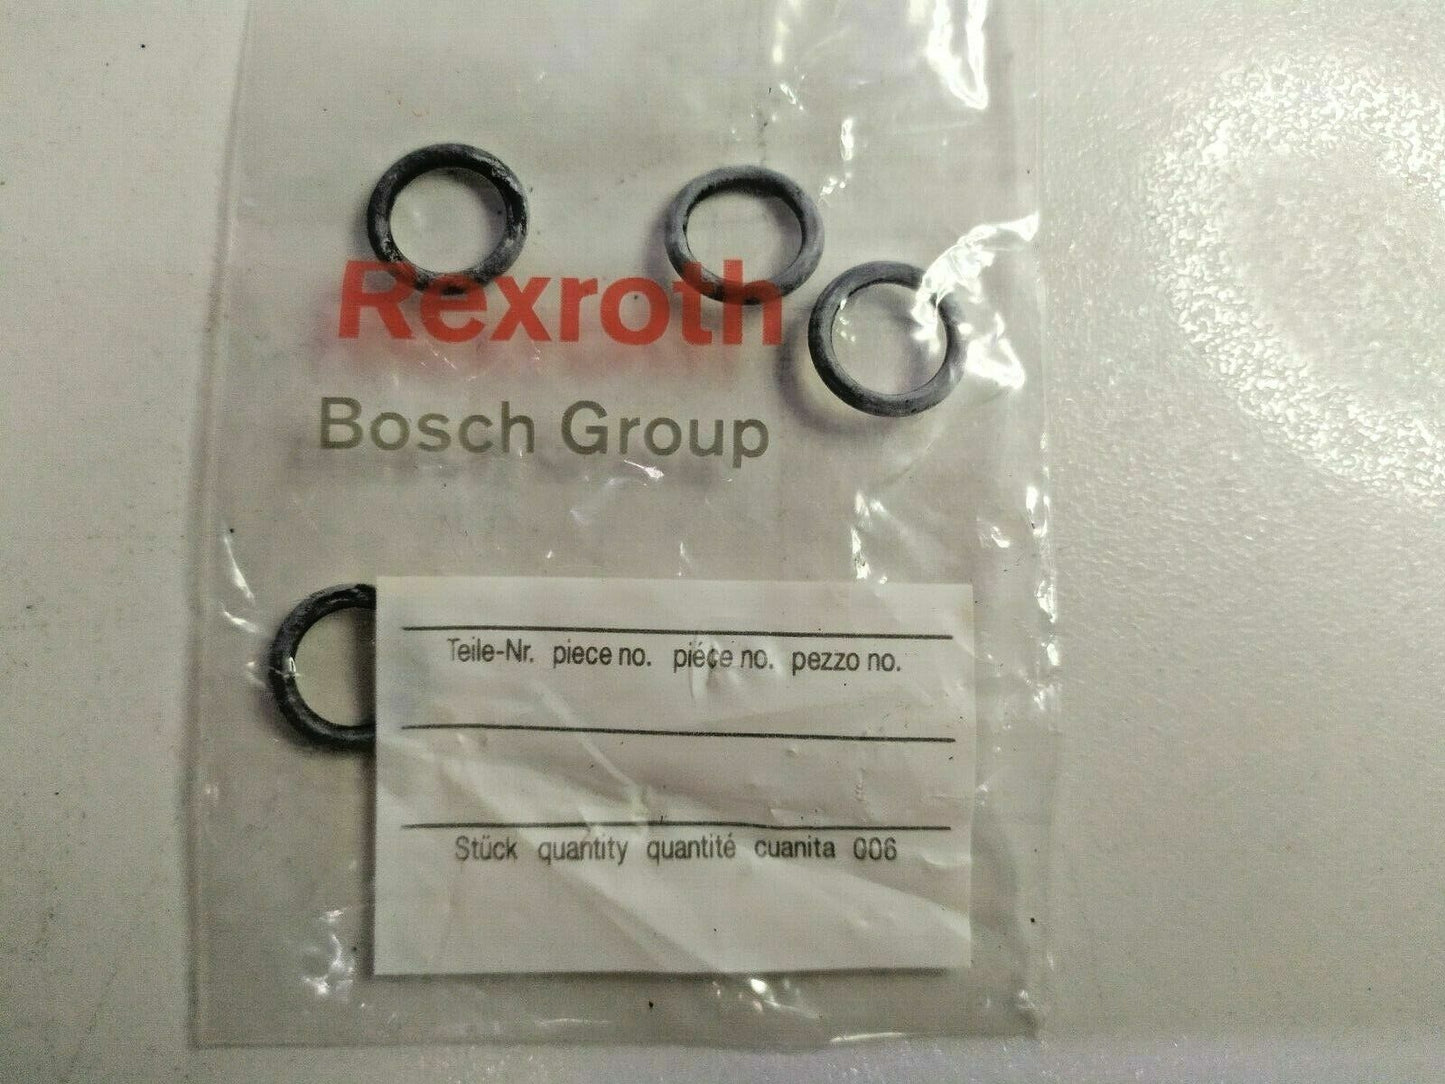 Rexroth
Bosch Group
Teile-Nr. piece no. piéce no. pezzo no.
Stück quantity quantité cuanita 006